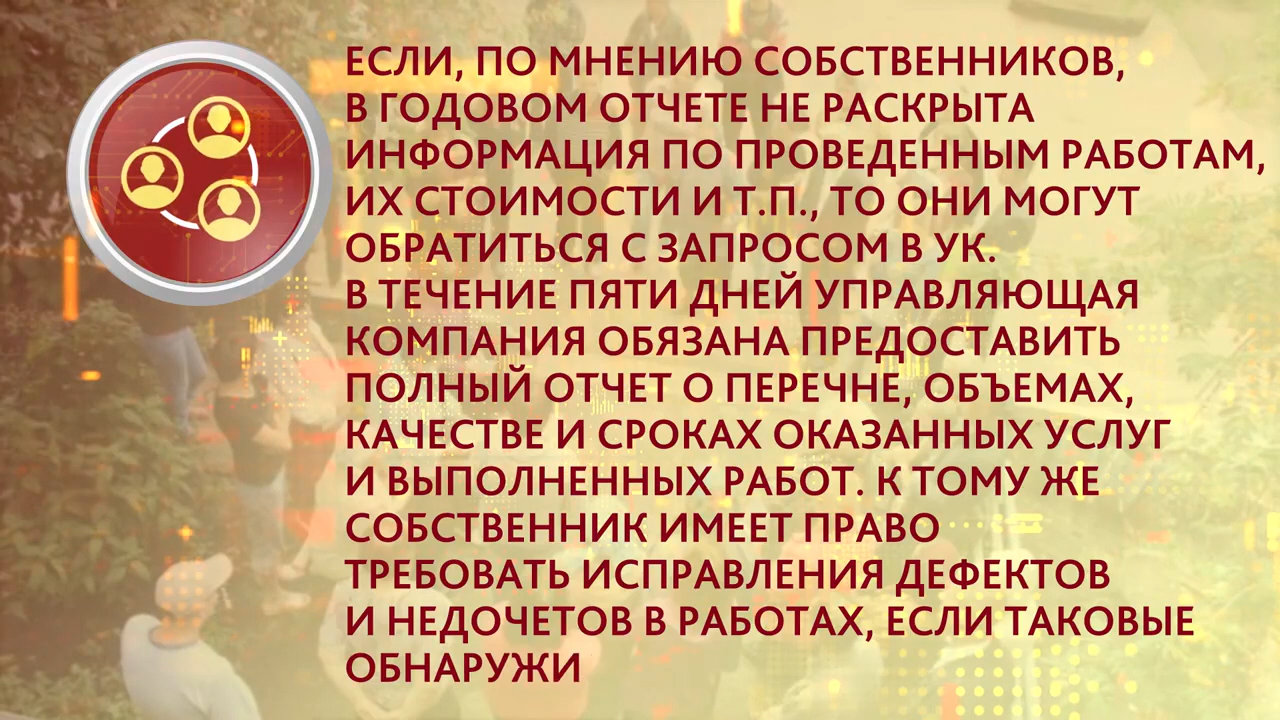 ЕСЛИ, ПО МНЕНИЮ СОБСТВЕННИКОВ,
В ГОДОВОМ ОТЧЕТЕ НЕ РАСКРЫТА
ИНФОРМАЦИЯ ПО ПРОВЕДЕННЫМ РАБОТАМ,
ИХ СТОИМОСТИ И Т.П., ТО ОНИ МОГУТ
ОБРАТИТЬСЯ С ЗАПРОСОМ В УК.
В ТЕЧЕНИЕ ПЯТИ ДНЕЙ УПРАВЛЯЮЩАЯ
КОМПАНИЯ ОБЯЗАНА ПРЕДОСТАВИТЬ
ПОЛНЫЙ ОТЧЕТ О ПЕРЕЧНЕ, ОБЪЕМАХ,
КАЧЕСТВЕ И СРОКАХ ОКАЗАННЫХ УСЛУГ
И ВЫПОЛНЕННЫХ РАБОТ. К ТОМУ ЖЕ
СОБСТВЕННИК ИМЕЕТ ПРАВО
ТРЕБОВАТЬ ИСПРАВЛЕНИЯ ДЕФЕКТОВ
И НЕДОЧЕТОВ В РАБОТАХ, ЕСЛИ ТАКОВЫЕ
ОБНАРУЖИ